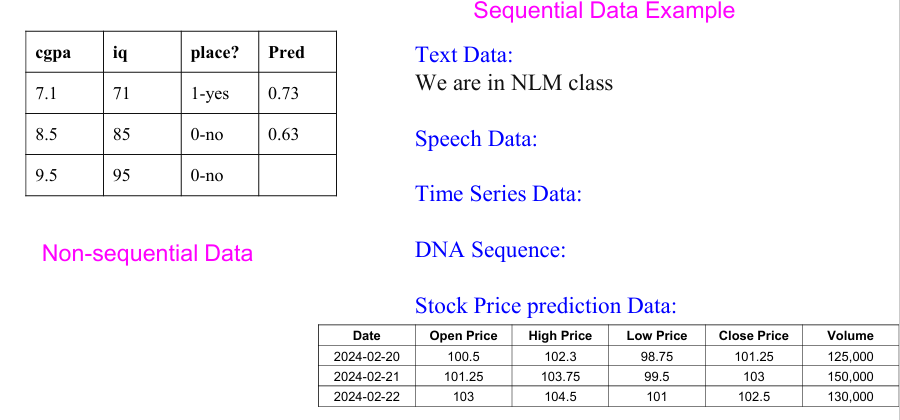 Sequential Data Example
cgpa iq place? Pred
7.1 71 1-yes 0.73
8.5 85 0-no 0.63
9.5 95 0-no
Non-sequential Data
Text Data:
We are in NLM class
Speech Data:
Time Series Data:
DNA Sequence:
Stock Price prediction Data:
Date Open Price High Price Low Price Close Price Volume
2024-02-20 100.5 102.3 98.75 101.25 125,000
2024-02-21 101.25 103.75 99.5 103 150,000
2024-02-22 103 104.5 101 102.5 130,000